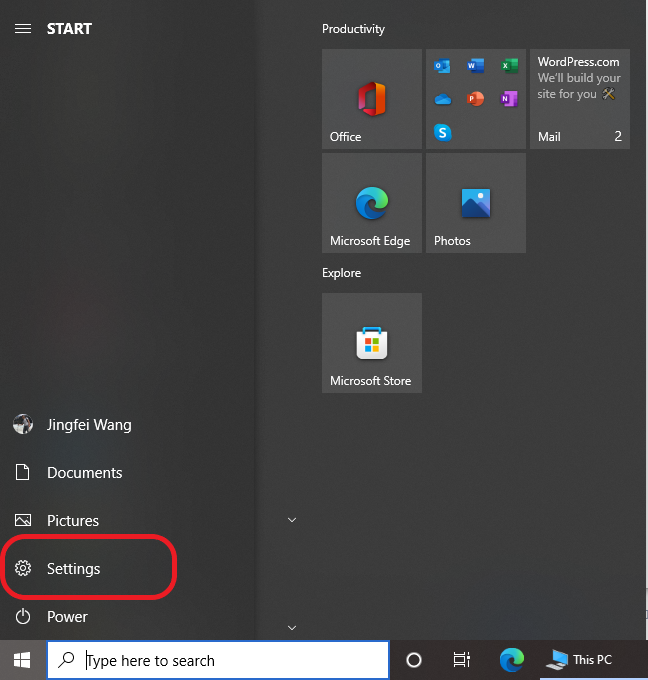 START
Productivity
Office
WordPress.com
We'll build your
site for you 🛠
Mail 2
Microsoft Edge
Photos
Explore
Microsoft Store
Jingfei Wang
Documents
Pictures
Settings
Power
Type here to search
This PC